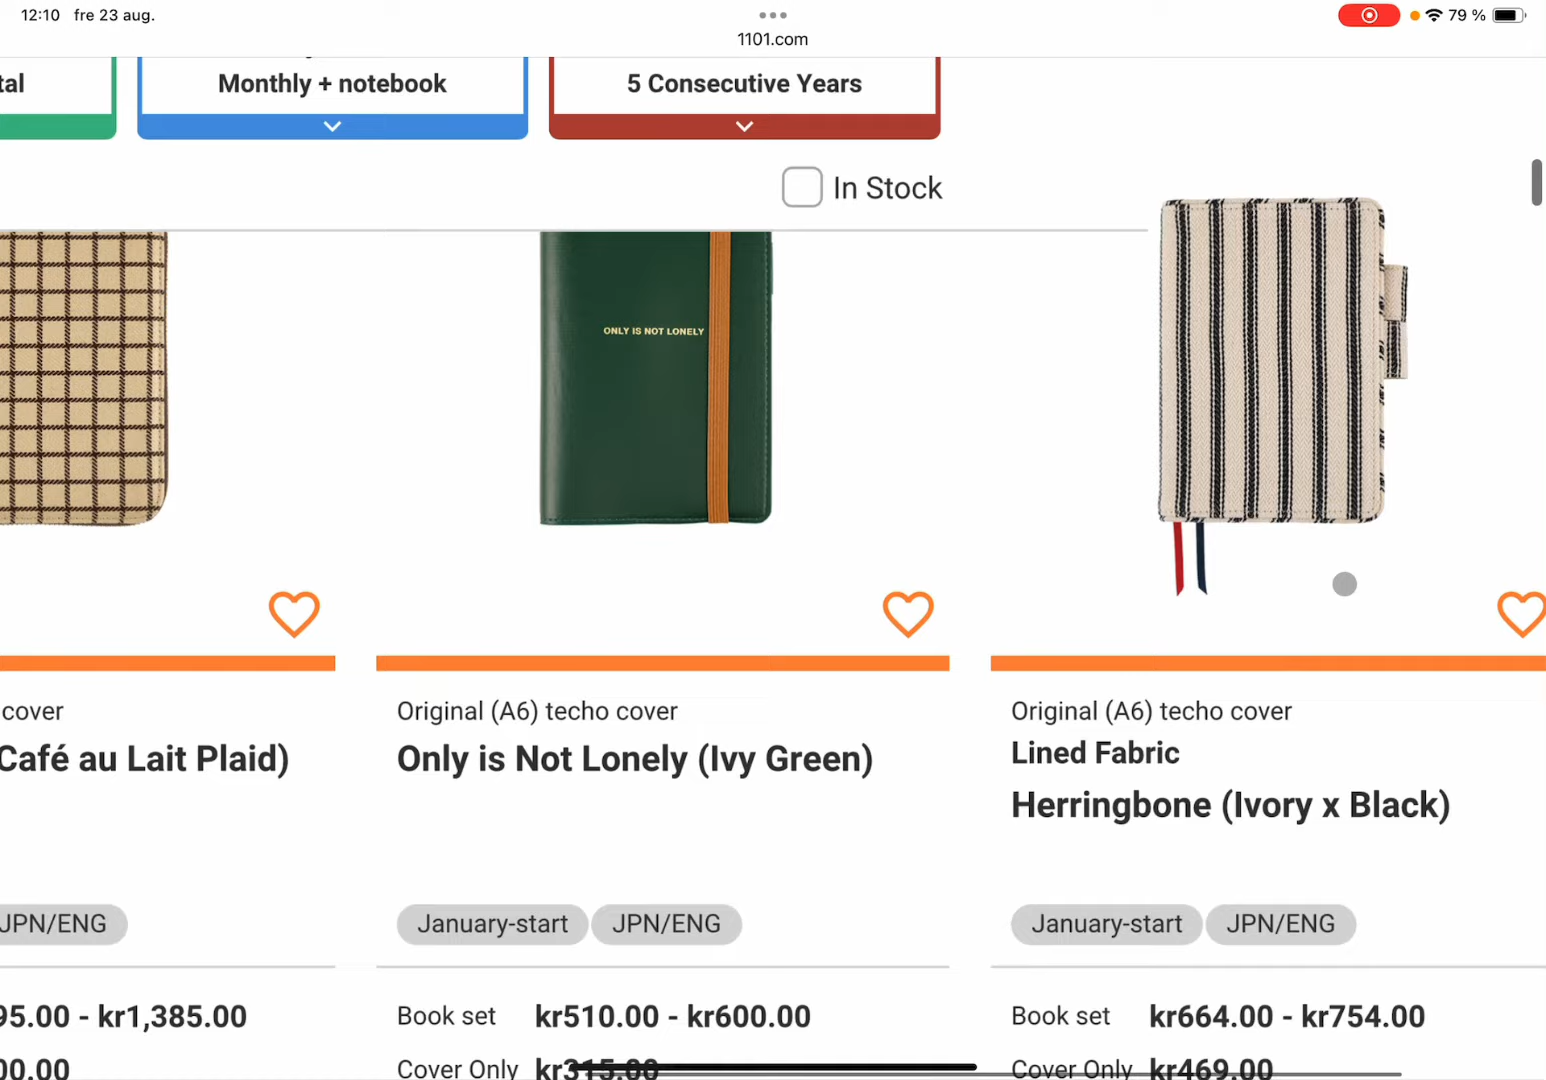 12:10 fre 23 aug.
79 %
1101.com
tal
Monthly + notebook
5 Consecutive Years
In Stock
ONLY IS NOT LONELY
cover
Café au Lait Plaid)
JPN/ENG
95.00 - kr1,385.00
00.00
Original (A6) techo cover
Only is Not Lonely (Ivy Green)
January-start JPN/ENG
Book set kr510.00 - kr600.00
Cover Only kr315.00
Original (A6) techo cover
Lined Fabric
Herringbone (Ivory x Black)
January-start JPN/ENG
Book set kr664.00 - kr754.00
Cover Only kr469.00